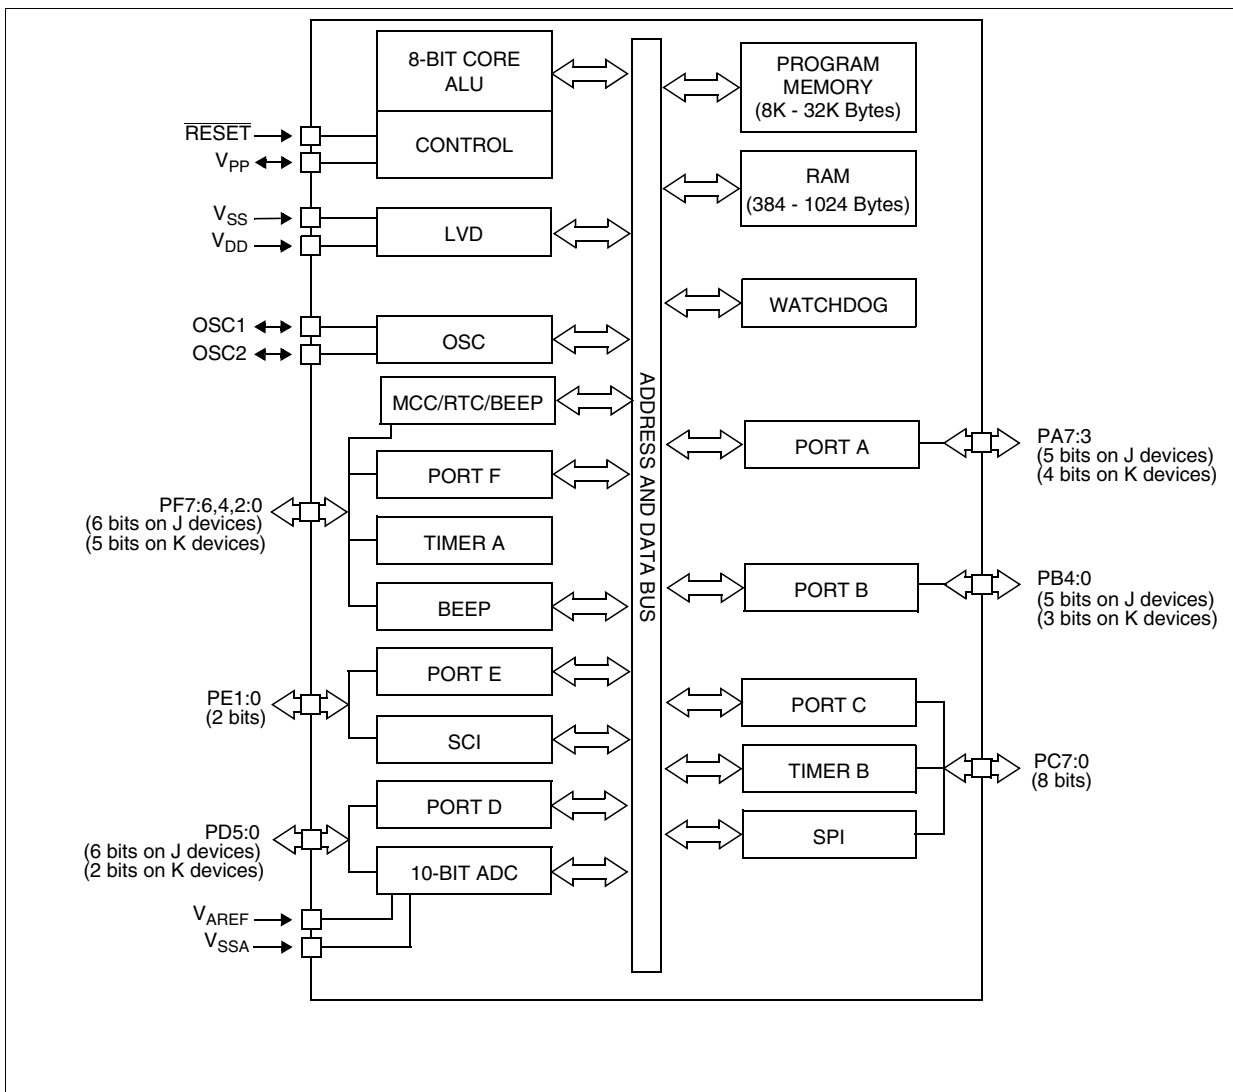 8-BIT CORE
ALU
CONTROL
RESET
VPP
VSS
VDD
LVD
OSC1
OSC2
OSC
MCC/RTC/BEEP
PORT F
PF7:6,4,2:0
(6 bits on J devices)
(5 bits on K devices)
TIMER A
BEEP
PORT E
PE1:0
(2 bits)
SCI
PORT D
PD5:0
(6 bits on J devices)
(2 bits on K devices)
10-BIT ADC
VAREF
VSSA
ADDRESS AND DATA BUS
PROGRAM
MEMORY
(8K - 32K Bytes)
RAM
(384 - 1024 Bytes)
WATCHDOG
PORT A
PA7:3
(5 bits on J devices)
(4 bits on K devices)
PORT B
PB4:0
(5 bits on J devices)
(3 bits on K devices)
PORT C
TIMER B
PC7:0
(8 bits)
SPI